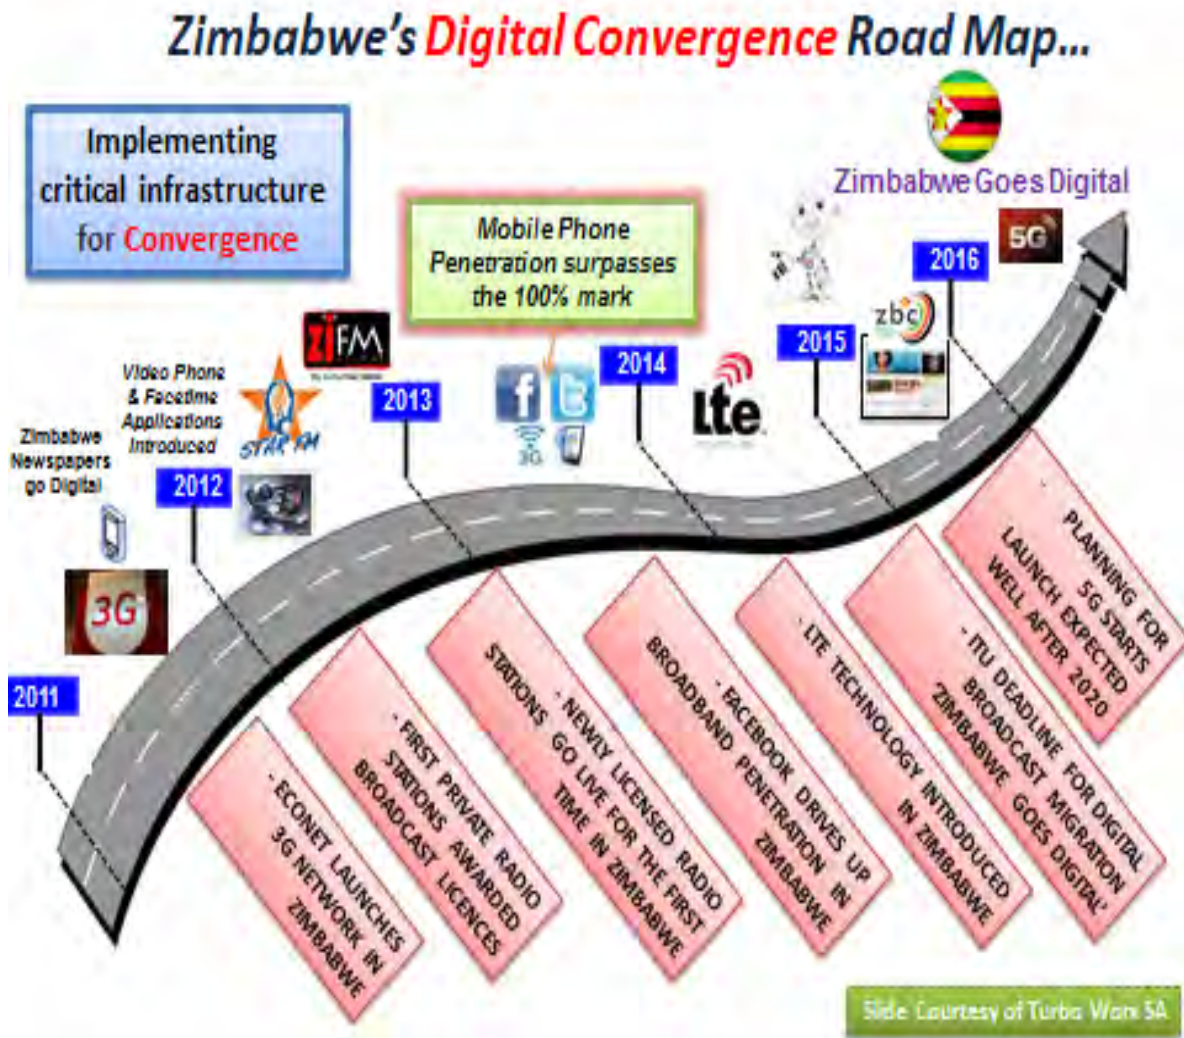 Zimbabwe's Digital Convergence Road Map...
Implementing
critical infrastructure
for Convergence
Zimbabwe Goes Digital
Mobile Phone
Penetration surpasses
the 100% mark
5G
2016
zbc
2015
Lte
2014
3G
ZiFM
2013
Video Phone
& Facetime
Applications
Introduced
STAR FM
2012
Zimbabwe
Newspapers
go Digital
3G
2011
- ECONET LAUNCHES
3G NETWORK IN
ZIMBABWE
- FIRST PRIVATE RADIO
STATIONS AWARDED
BROADCAST LICENCES
- NEWLY LICENSED RADIO
STATIONS GO LIVE FOR THE FIRST
TIME IN ZIMBABWE
- FACEBOOK DRIVES UP
BROADBAND PENETRATION IN
ZIMBABWE
- LTE TECHNOLOGY INTRODUCED
IN ZIMBABWE
- ITU DEADLINE FOR DIGITAL
BROADCAST MIGRATION
'ZIMBABWE GOES DIGITAL'
-
PLANNING FOR
5G STARTS
LAUNCH EXPECTED
WELL AFTER 2020
Slide Courtesy of Turbo Worx SA